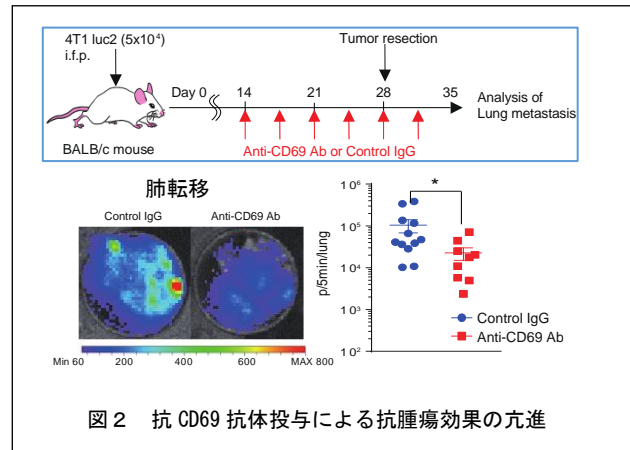 4T1 luc2 (5x10⁴)
i.f.p.
Tumor resection
Day 0
14
21
28
35
Analysis of
Lung metastasis
BALB/c mouse
Anti-CD69 Ab or Control IgG
肺転移
Control IgG
Anti-CD69 Ab
Min 60
200
400
600
MAX 800
p/5min/lung
10⁶
10⁵
10⁴
10³
10²
*
Control IgG
Anti-CD69 Ab
図２ 抗 CD69 抗体投与による抗腫瘍効果の亢進